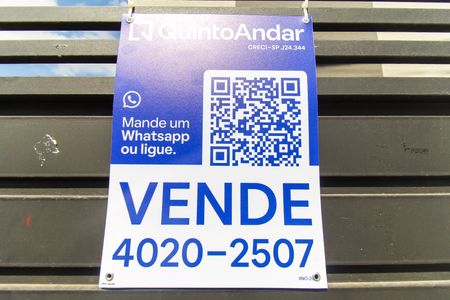 QuintoAndar
CRECI-SP J24.344
Mande um
Whatsapp
ou ligue.
VENDE
4020-2507